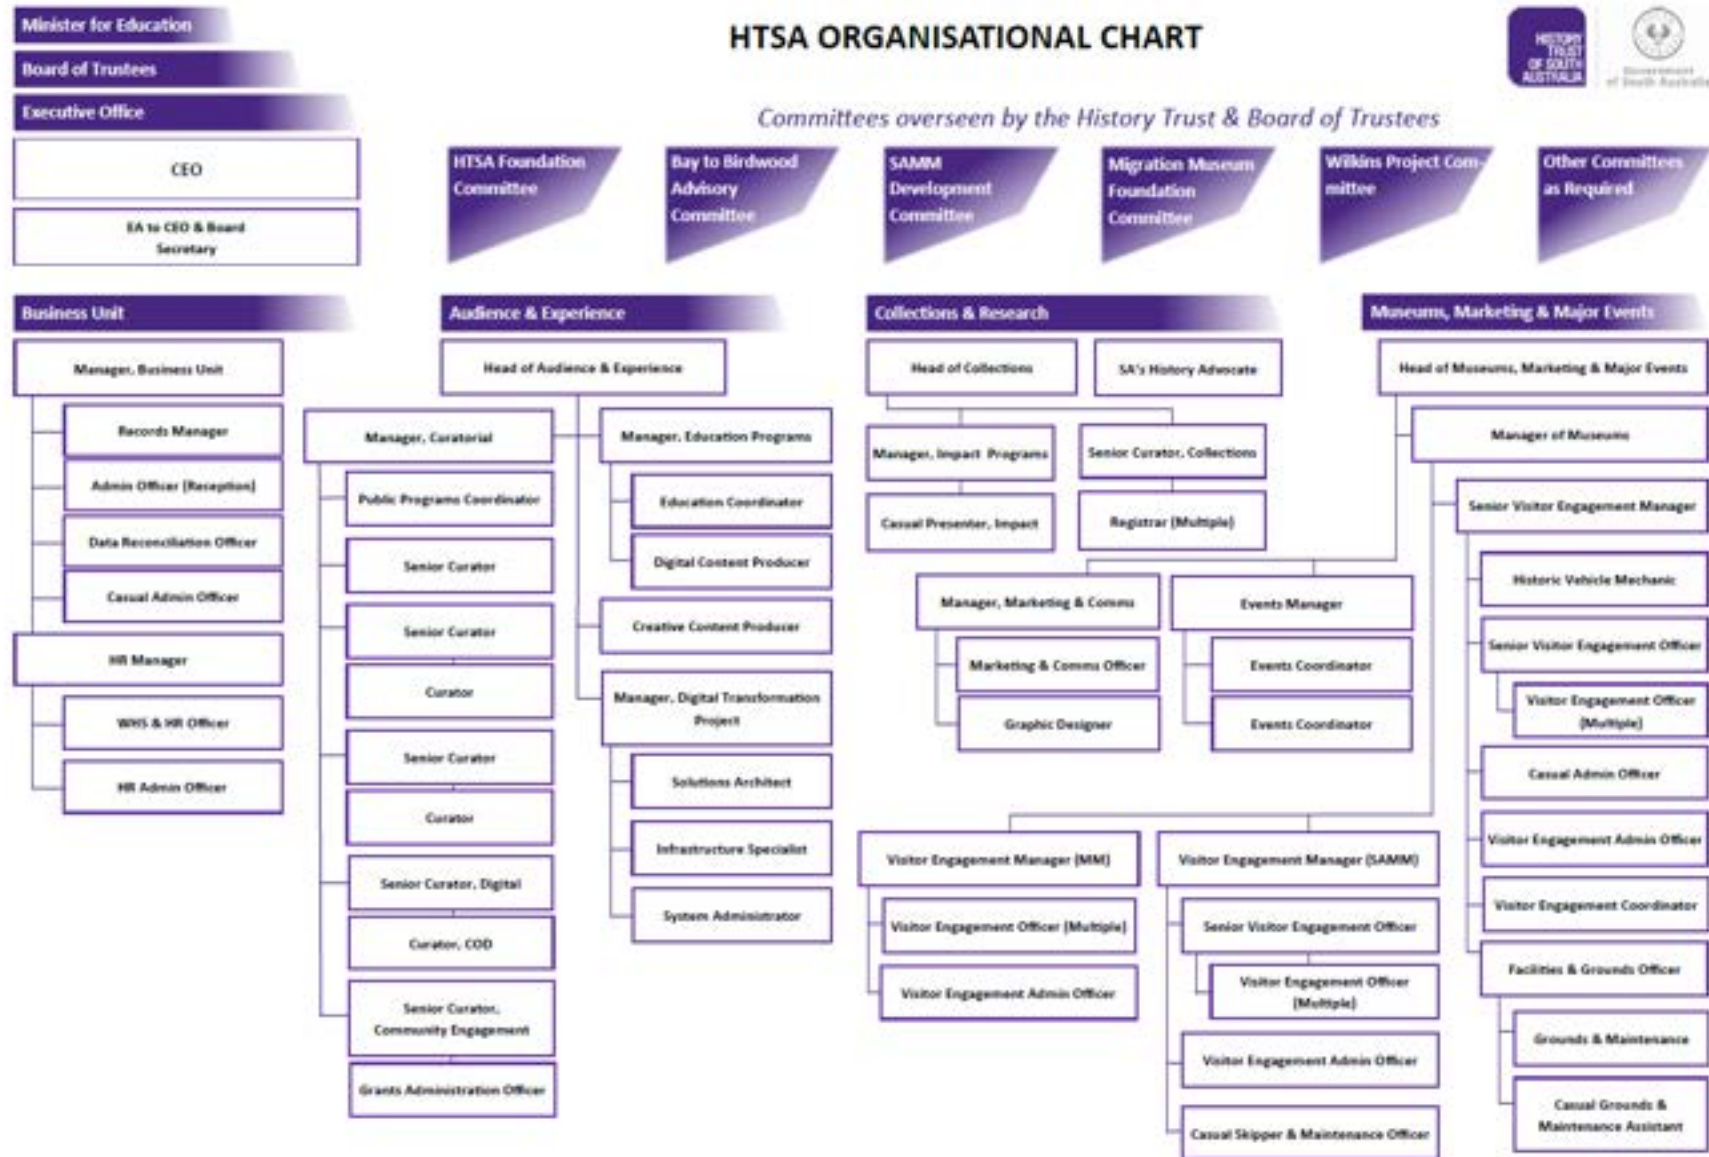 Minister for Education
Board of Trustees
Executive Office
CEO
EA to CEO & Board
Secretary
HTSA ORGANISATIONAL CHART
HISTORY
TRUST
OF SOUTH
AUSTRALIA
Government
of South Australia
Committees overseen by the History Trust & Board of Trustees
HTSA Foundation
Committee
Bay to Birdwood
Advisory
Committee
SAMM
Development
Committee
Migration Museum
Foundation
Committee
Wilkins Project Com-
mittee
Other Committees
as Required
Business Unit
Manager, Business Unit
Records Manager
Admin Officer (Reception)
Data Reconciliation Officer
Casual Admin Officer
HR Manager
WHS & HR Officer
HR Admin Officer
Audience & Experience
Head of Audience & Experience
Manager, Curatorial
Public Programs Coordinator
Senior Curator
Senior Curator
Curator
Senior Curator
Curator
Senior Curator, Digital
Curator, COD
Senior Curator,
Community Engagement
Grants Administration Officer
Manager, Education Programs
Education Coordinator
Digital Content Producer
Creative Content Producer
Manager, Digital Transformation
Project
Solutions Architect
Infrastructure Specialist
System Administrator
Collections & Research
Head of Collections
SA's History Advocate
Manager, Impact Programs
Casual Presenter, Impact
Senior Curator, Collections
Registrar (Multiple)
Museums, Marketing & Major Events
Head of Museums, Marketing & Major Events
Manager, Marketing & Comms
Marketing & Comms Officer
Graphic Designer
Events Manager
Events Coordinator
Events Coordinator
Manager of Museums
Visitor Engagement Manager (MM)
Visitor Engagement Officer (Multiple)
Visitor Engagement Admin Officer
Visitor Engagement Manager (SAMM)
Senior Visitor Engagement Officer
Visitor Engagement Officer
(Multiple)
Visitor Engagement Admin Officer
Casual Skipper & Maintenance Officer
Senior Visitor Engagement Manager
Historic Vehicle Mechanic
Senior Visitor Engagement Officer
Visitor Engagement Officer
(Multiple)
Casual Admin Officer
Visitor Engagement Admin Officer
Visitor Engagement Coordinator
Facilities & Grounds Officer
Grounds & Maintenance
Casual Grounds &
Maintenance Assistant